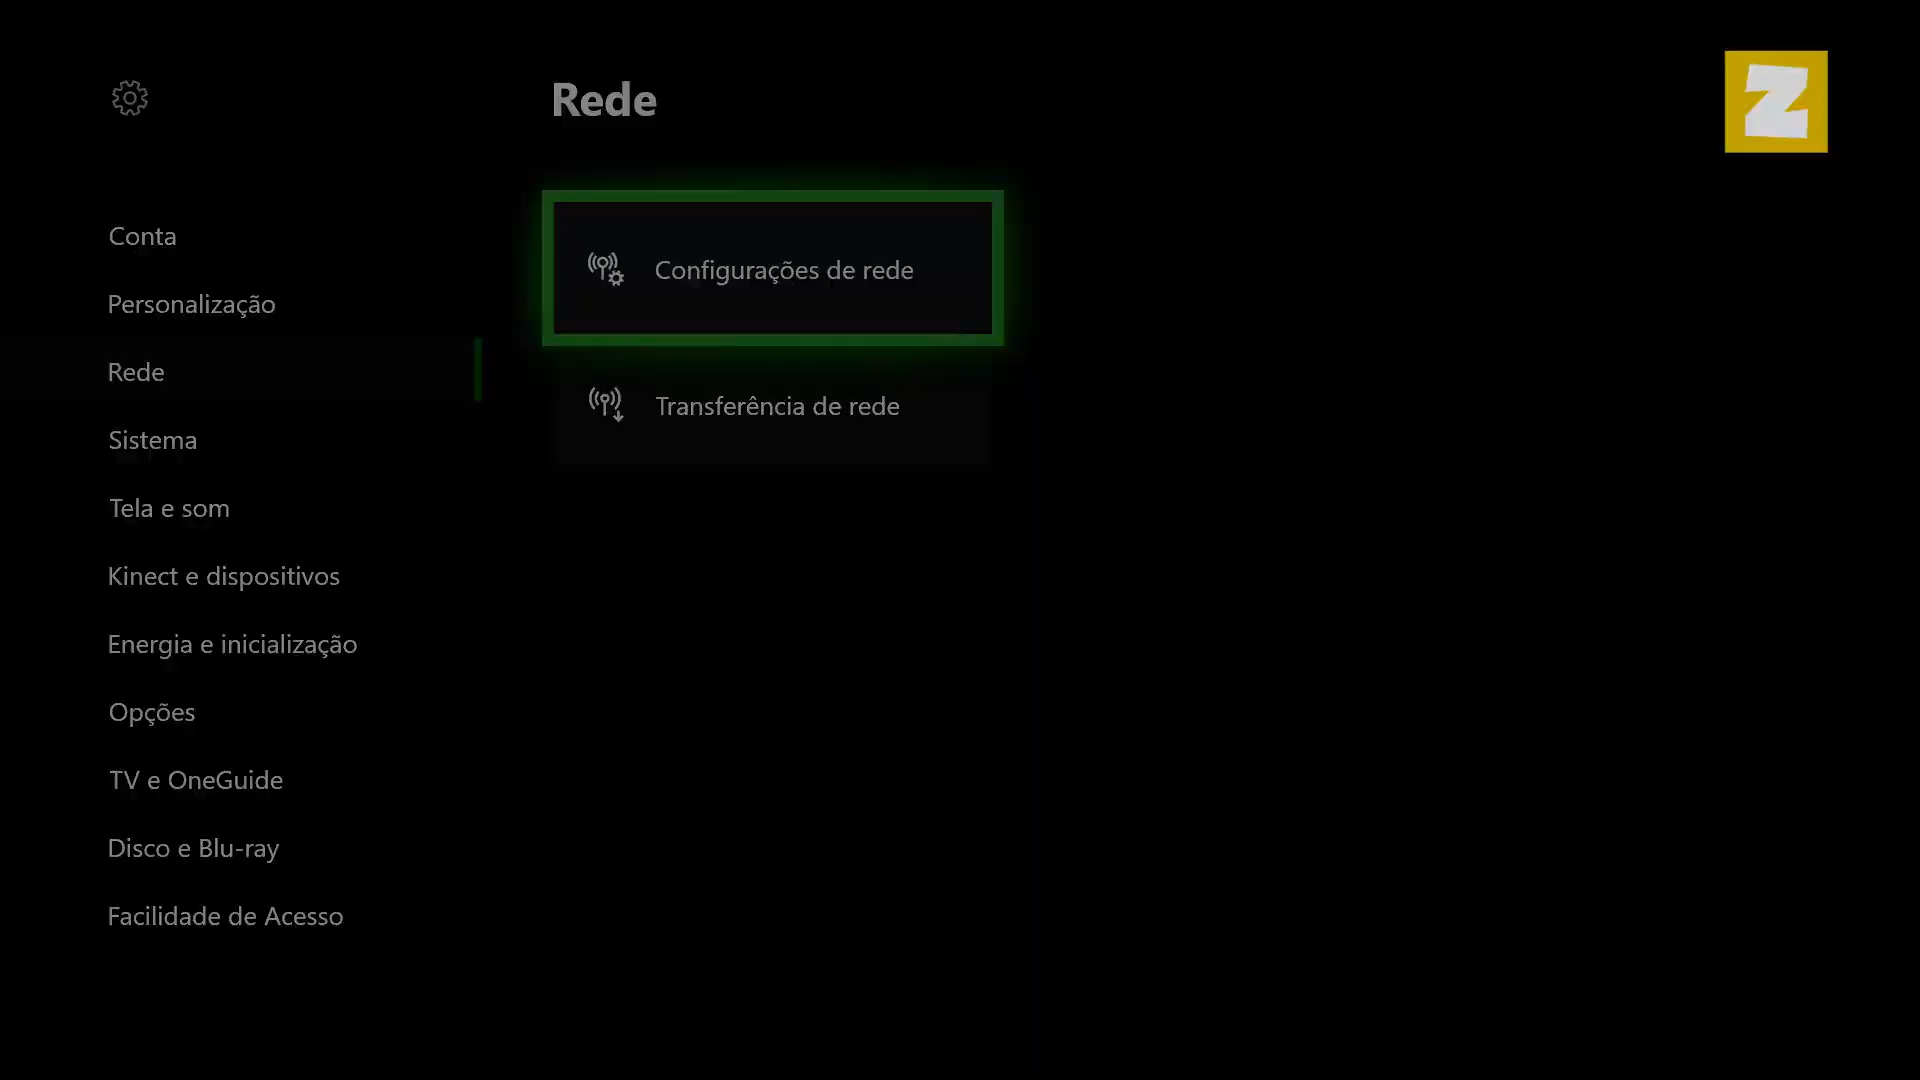 Rede
Z
Conta
Personalização
Rede
Sistema
Tela e som
Kinect e dispositivos
Energia e inicialização
Opções
TV e OneGuide
Disco e Blu-ray
Facilidade de Acesso
Configurações de rede
Transferência de rede